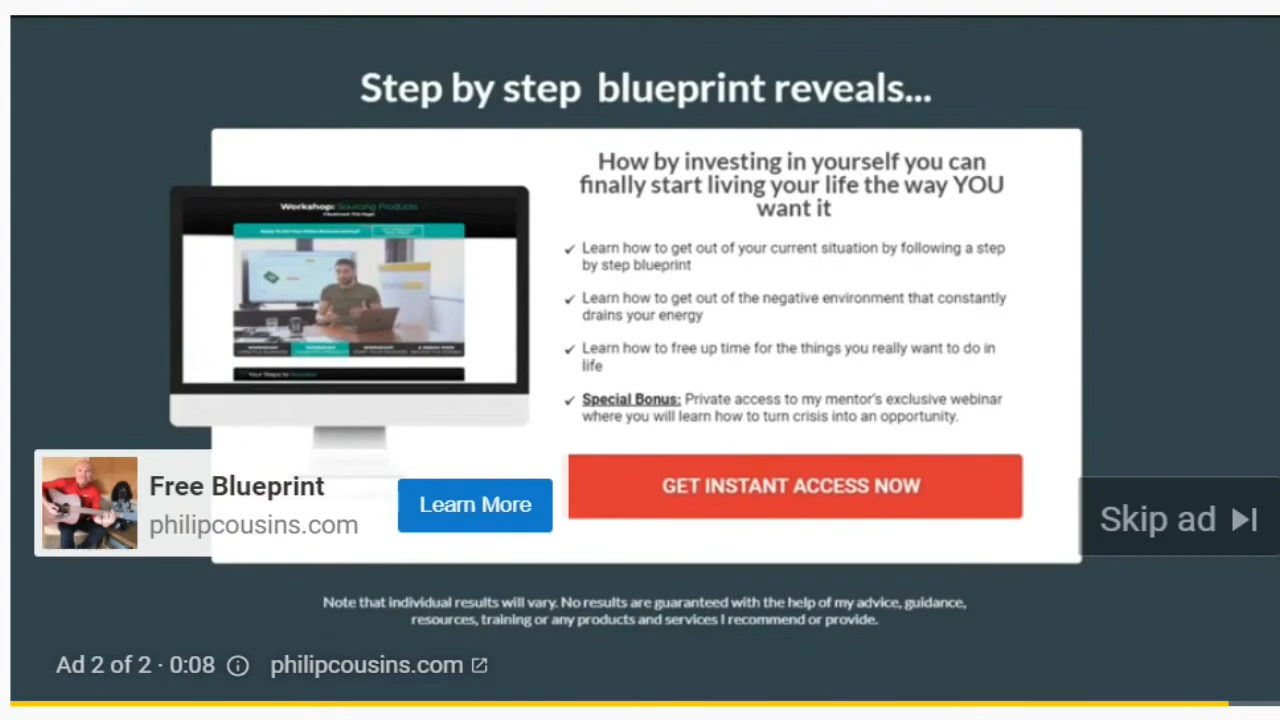 Step by step blueprint reveals...
How by investing in yourself you can
finally start living your life the way YOU
want it
✓ Learn how to get out of your current situation by following a step
by step blueprint
✓ Learn how to get out of the negative environment that constantly
drains your energy
✓ Learn how to free up time for the things you really want to do in
life
✓ Special Bonus: Private access to my mentor's exclusive webinar
where you will learn how to turn crisis into an opportunity.
GET INSTANT ACCESS NOW
Workshop: Sourcing Products
Your Steps to Success
Free Blueprint
philipcousins.com
Learn More
Skip ad
Note that individual results will vary. No results are guaranteed with the help of my advice, guidance,
resources, training or any products and services I recommend or provide.
Ad 2 of 2 · 0:08
philipcousins.com